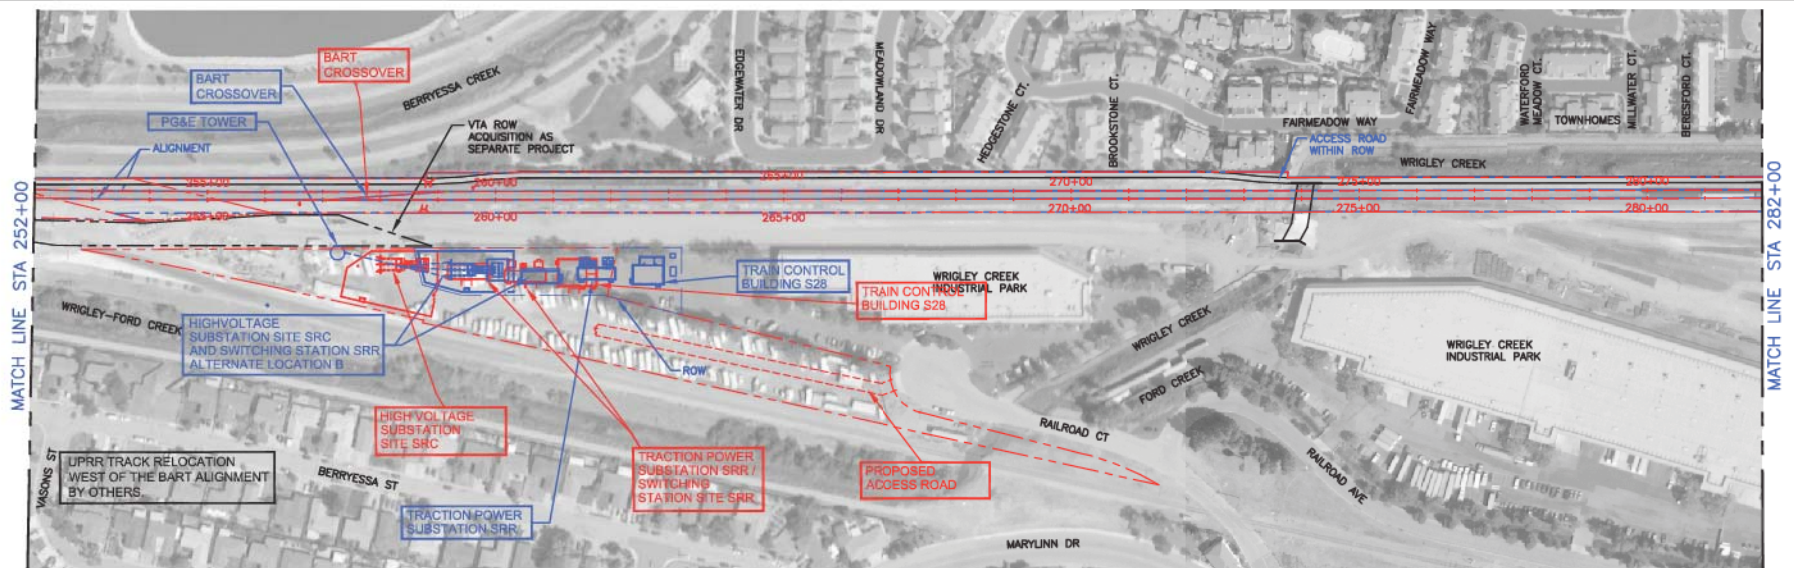 BART
CROSSOVER
BART
CROSSOVER
PG&E TOWER
ALIGNMENT
BERRYESSA CREEK
VTA ROW
ACQUISITION AS
SEPARATE PROJECT
EDGEWATER DR
MEADOWLAND DR
HEDGESTONE CT.
BROOKSTONE CT.
FAIRMEADOW WAY
FAIRMEADOW WAY
WATERFORD
MEADOW CT.
TOWNHOMES
MILLWATER CT.
BERESFORD CT.
ACCESS ROAD
WITHIN ROW
WRIGLEY CREEK
MATCH LINE STA 252+00
255+00
260+00
265+00
270+00
275+00
280+00
255+00
260+00
265+00
270+00
275+00
280+00
MATCH LINE STA 282+00
TRAIN CONTROL
BUILDING S28
TRAIN CONTROL
BUILDING S28
WRIGLEY CREEK
INDUSTRIAL PARK
WRIGLEY-FORD CREEK
HIGHVOLTAGE
SUBSTATION SITE SRC
AND SWITCHING STATION SRR
ALTERNATE LOCATION B
ROW
WRIGLEY CREEK
FORD CREEK
WRIGLEY CREEK
INDUSTRIAL PARK
HIGH VOLTAGE
SUBSTATION
SITE SRC
TRACTION POWER
SUBSTATION SRR /
SWITCHING
STATION SITE SRR
PROPOSED
ACCESS ROAD
RAILROAD CT
RAILROAD AVE
VASONS ST
UPRR TRACK RELOCATION
WEST OF THE BART ALIGNMENT
BY OTHERS.
BERRYESSA ST
TRACTION POWER
SUBSTATION SRR
MARYLINN DR